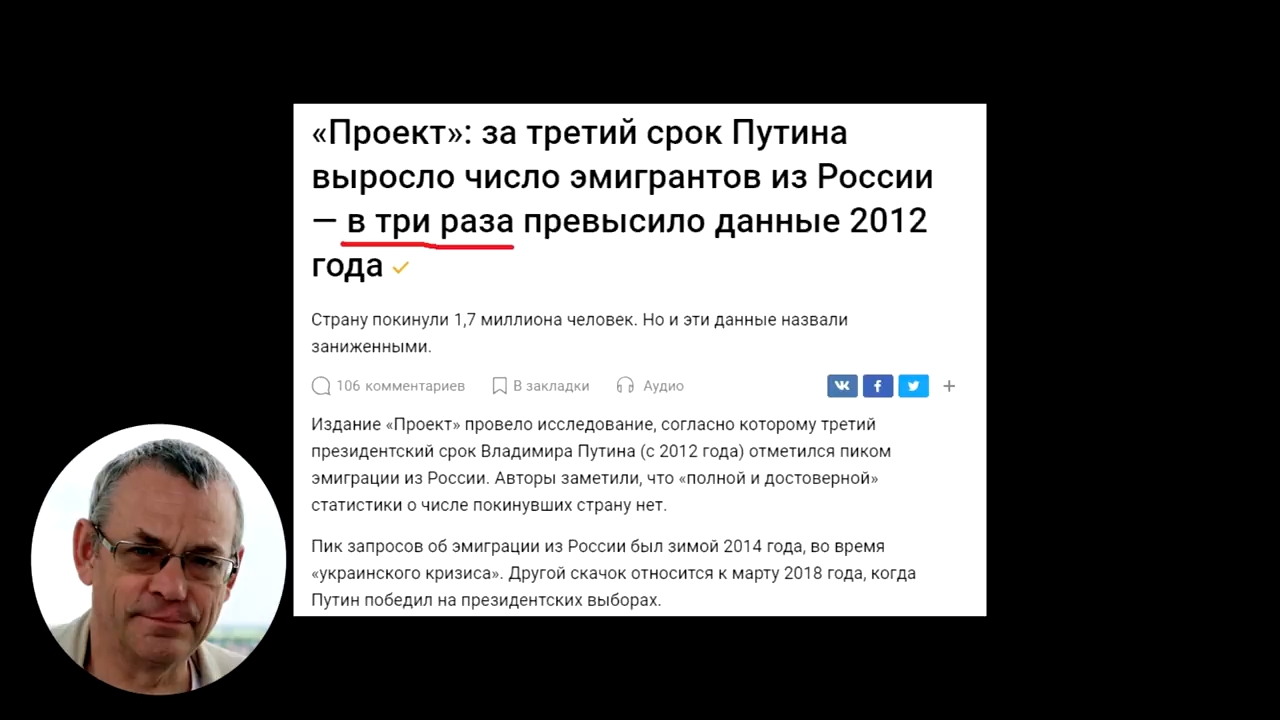 «Проект»: за третий срок Путина
выросло число эмигрантов из России
— в три раза превысило данные 2012
года
Страну покинули 1,7 миллиона человек. Но и эти данные назвали
заниженными.
106 комментариев В закладки Аудио
Издание «Проект» провело исследование, согласно которому третий
президентский срок Владимира Путина (с 2012 года) отметился пиком
эмиграции из России. Авторы заметили, что «полной и достоверной»
статистики о числе покинувших страну нет.
Пик запросов об эмиграции из России был зимой 2014 года, во время
«украинского кризиса». Другой скачок относится к марту 2018 года, когда
Путин победил на президентских выборах.